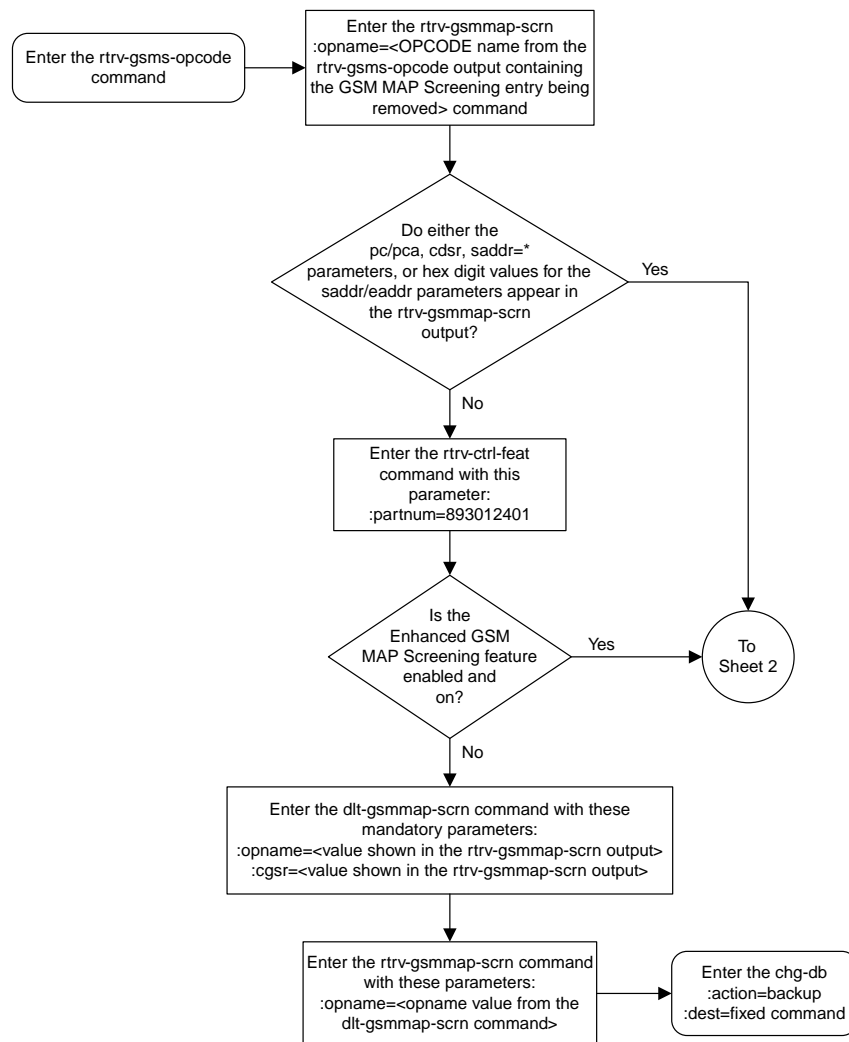 Enter the rtrv-gsms-opcode
command
Enter the rtrv-gsmmap-scrn
:opname=<OPCODE name from the
rtrv-gsms-opcode output containing
the GSM MAP Screening entry being
removed> command
Do either the
pc/pca, cdsr, saddr=*
parameters, or hex digit values for the
saddr/eaddr parameters appear in
the rtrv-gsmmap-scrn
output?
Yes
No
Enter the rtrv-ctrl-feat
command with this
parameter:
:partnum=893012401
Is the
Enhanced GSM
MAP Screening feature
enabled and
on?
Yes
To
Sheet 2
No
Enter the dlt-gsmmap-scrn command with these
mandatory parameters:
:opname=<value shown in the rtrv-gsmmap-scrn output>
:cgsr=<value shown in the rtrv-gsmmap-scrn output>
Enter the rtrv-gsmmap-scrn command
with these parameters:
:opname=<opname value from the
dlt-gsmmap-scrn command>
Enter the chg-db
:action=backup
:dest=fixed command